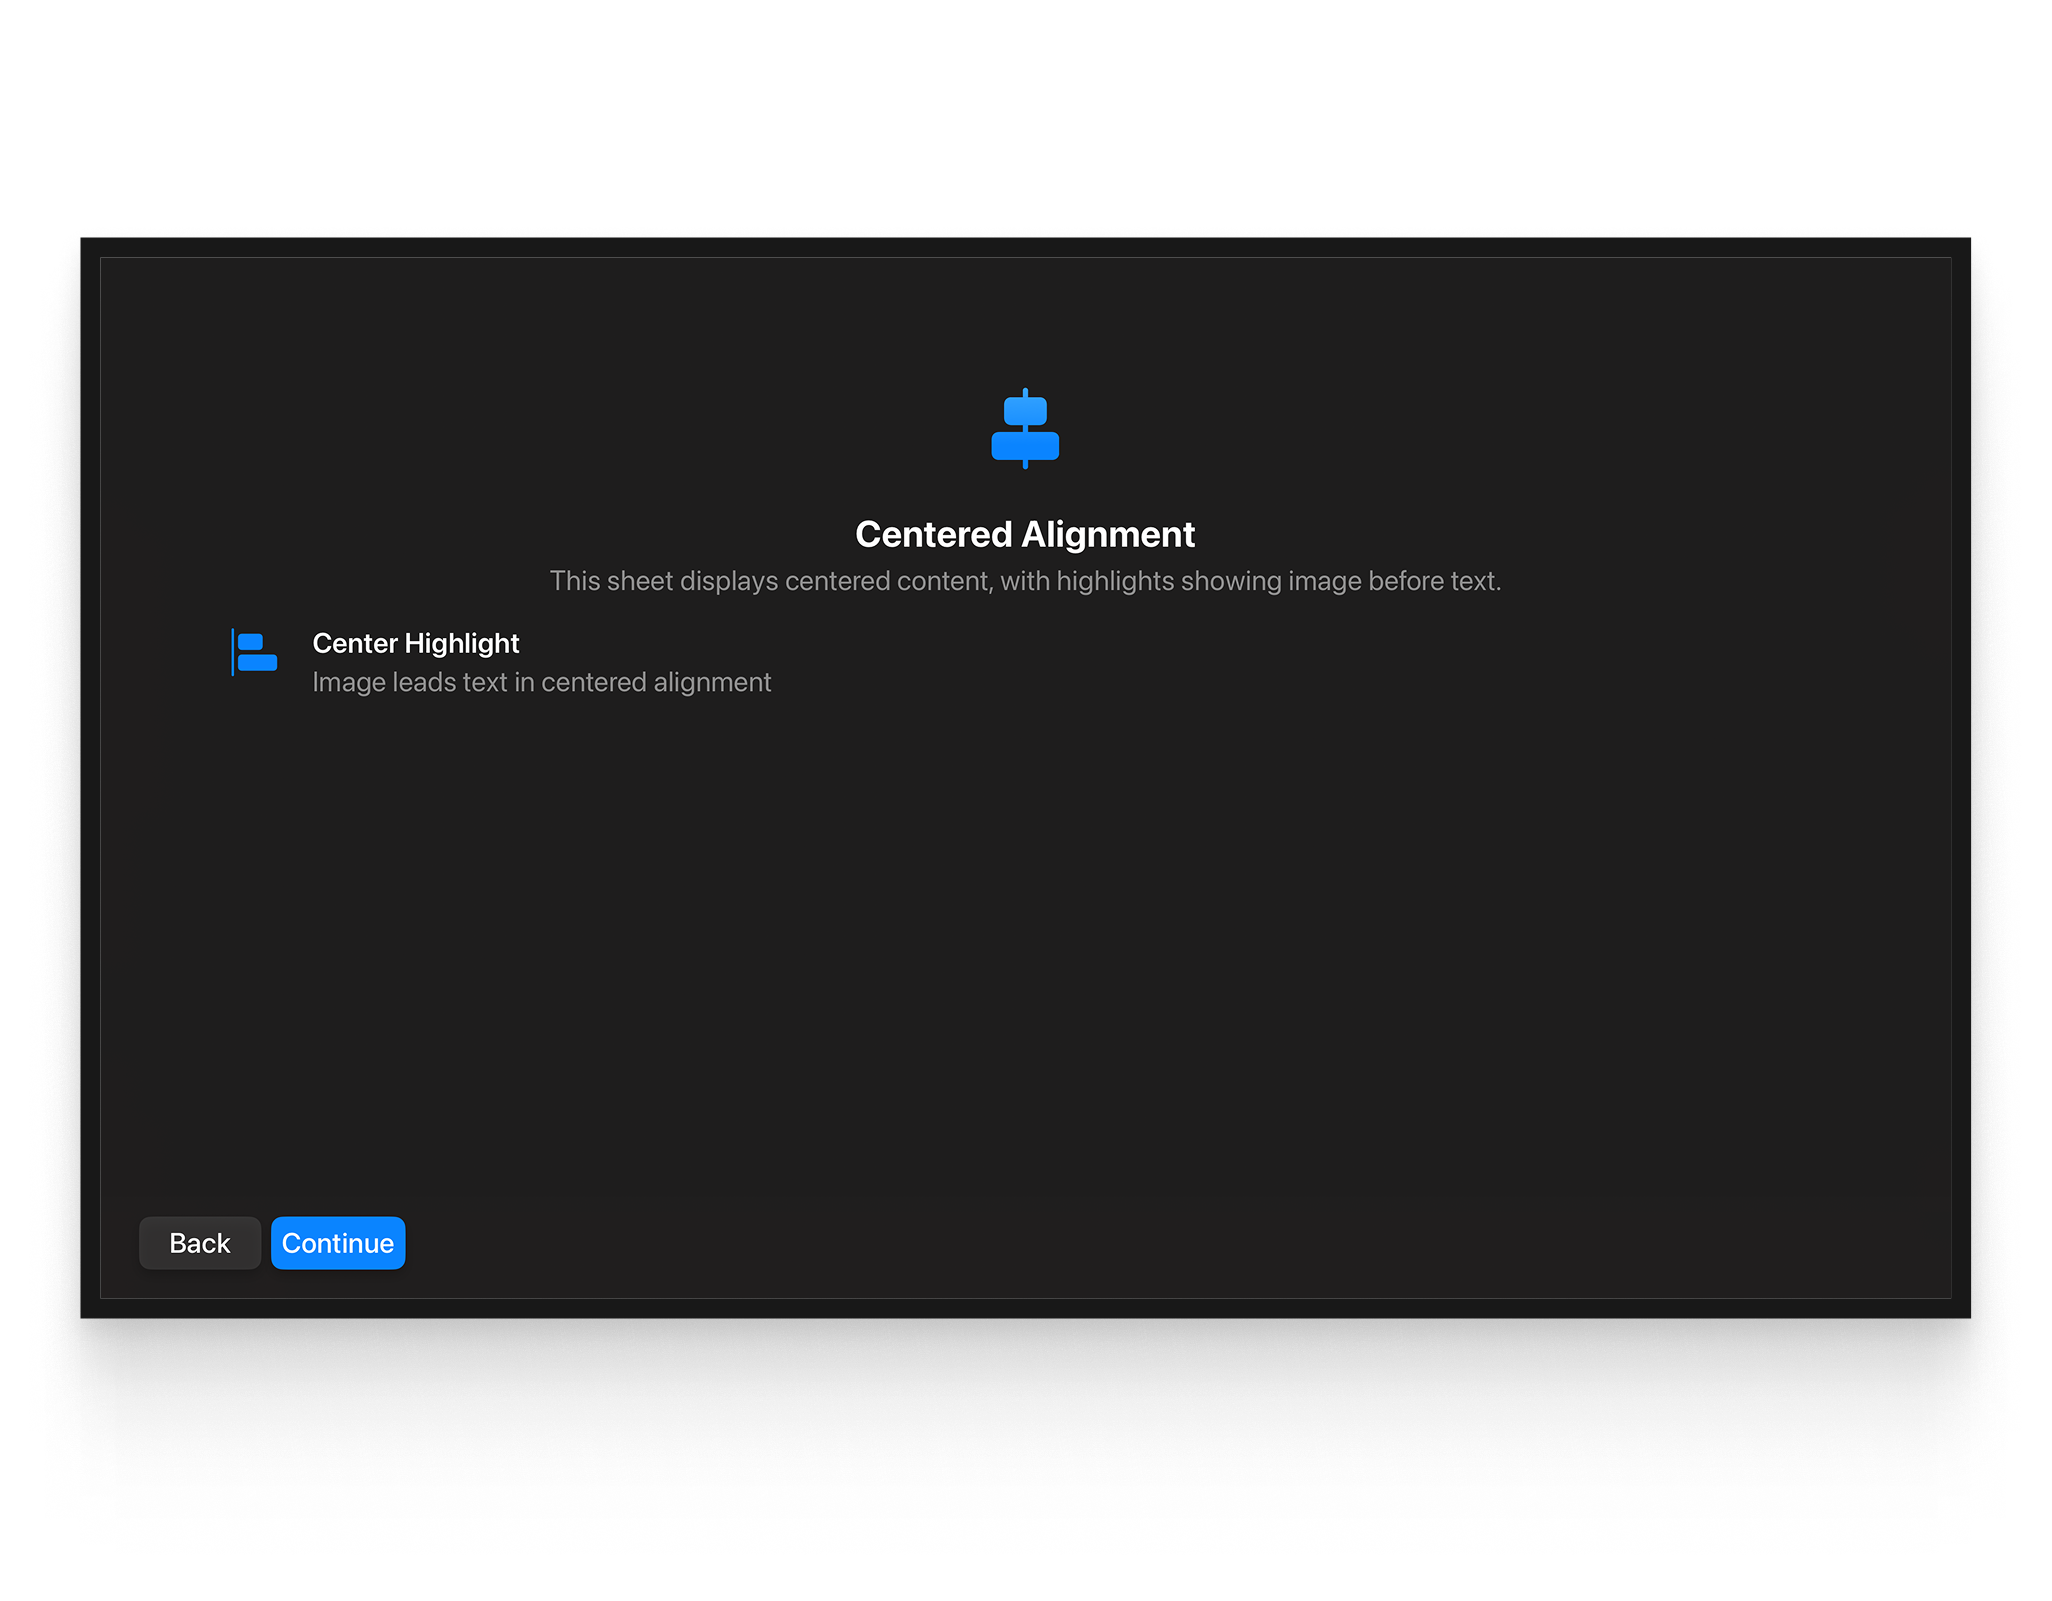 Centered Alignment
This sheet displays centered content, with highlights showing image before text.
Center Highlight
Image leads text in centered alignment
Back
Continue